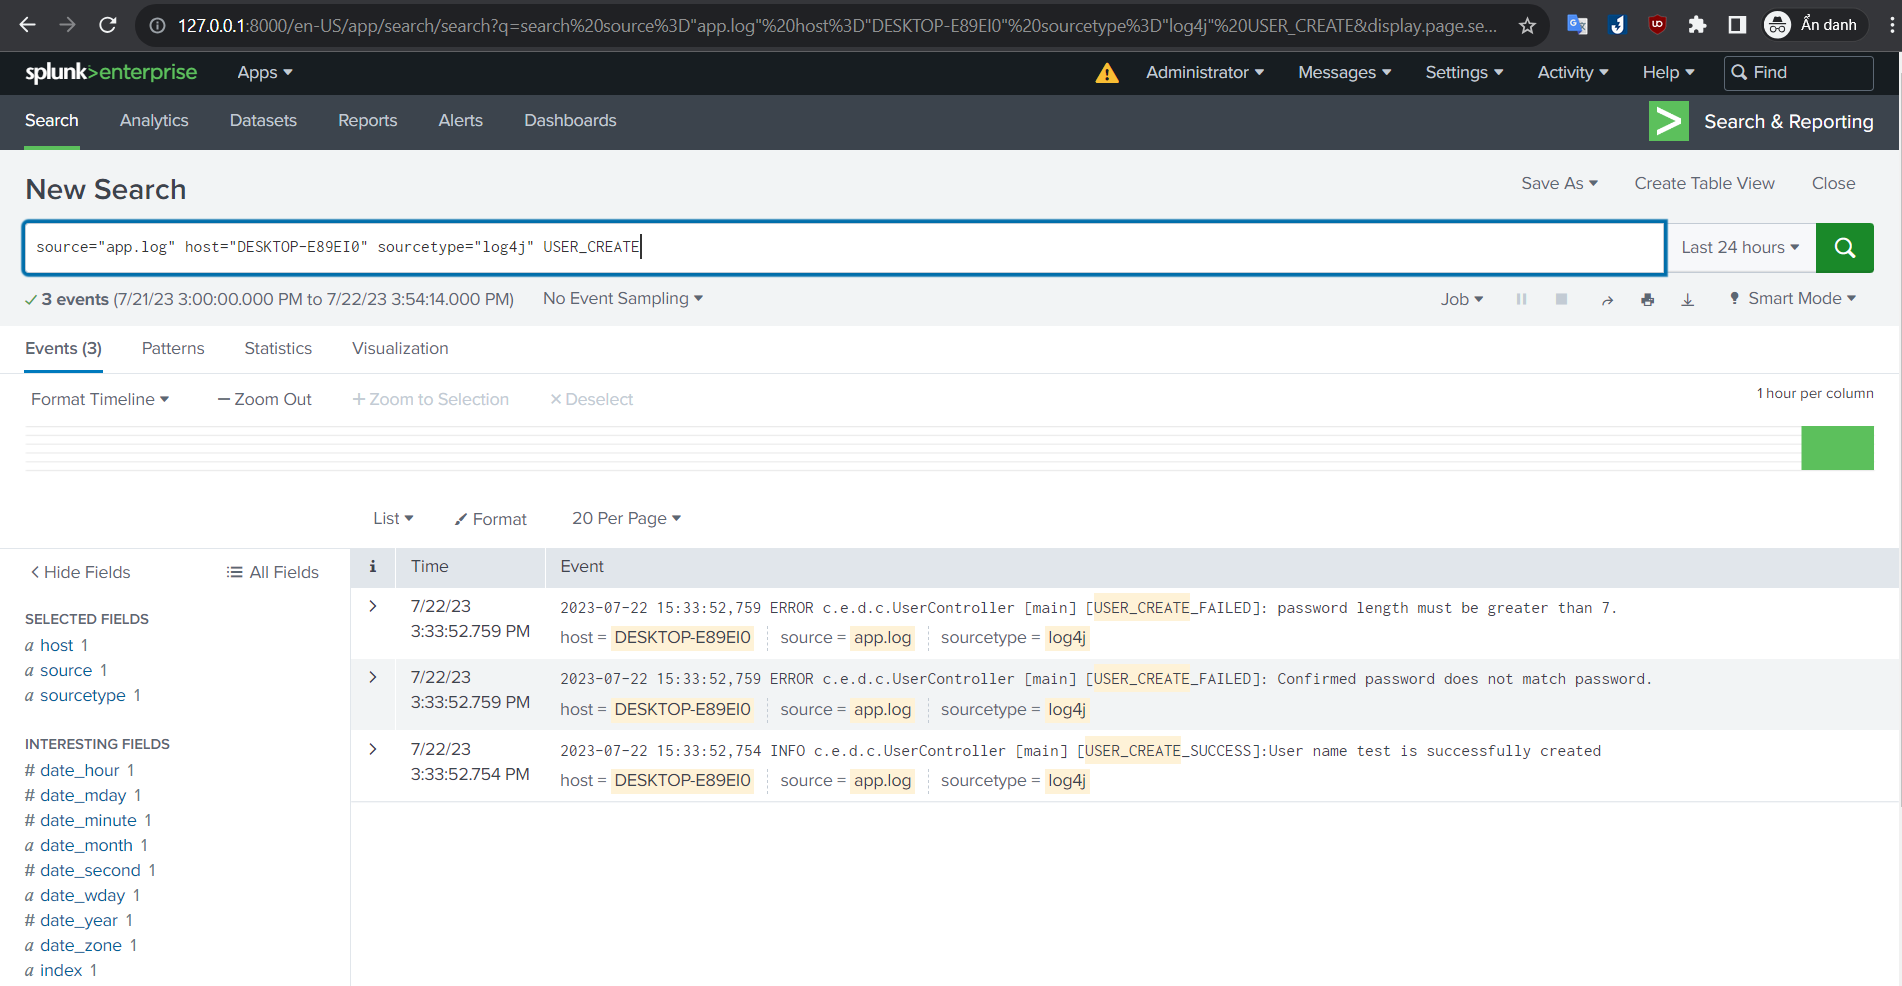 127.0.0.1:8000/en-US/app/search/search?q=search%20source%3D"app.log"%20host%3D"DESKTOP-E89EI0"%20sourcetype%3D"log4j"%20USER_CREATE&display.page.se... Ẩn danh
splunk>enterprise Apps Administrator Messages Settings Activity Help Find
Search Analytics Datasets Reports Alerts Dashboards > Search & Reporting
New Search Save As Create Table View Close
source="app.log" host="DESKTOP-E89EI0" sourcetype="log4j" USER_CREATE Last 24 hours
3 events (7/21/23 3:00:00.000 PM to 7/22/23 3:54:14.000 PM) No Event Sampling Job Smart Mode
Events (3) Patterns Statistics Visualization
Format Timeline — Zoom Out + Zoom to Selection × Deselect 1 hour per column
List Format 20 Per Page
< Hide Fields All Fields
SELECTED FIELDS
a host 1
a source 1
a sourcetype 1
INTERESTING FIELDS
# date_hour 1
# date_mday 1
# date_minute 1
a date_month 1
# date_second 1
a date_wday 1
# date_year 1
a date_zone 1
a index 1
i Time Event
> 7/22/23
3:33:52.759 PM
2023-07-22 15:33:52,759 ERROR c.e.d.c.UserController [main] [USER_CREATE_FAILED]: password length must be greater than 7.
host = DESKTOP-E89EI0 source = app.log sourcetype = log4j
> 7/22/23
3:33:52.759 PM
2023-07-22 15:33:52,759 ERROR c.e.d.c.UserController [main] [USER_CREATE_FAILED]: Confirmed password does not match password.
host = DESKTOP-E89EI0 source = app.log sourcetype = log4j
> 7/22/23
3:33:52.754 PM
2023-07-22 15:33:52,754 INFO c.e.d.c.UserController [main] [USER_CREATE_SUCCESS]:User name test is successfully created
host = DESKTOP-E89EI0 source = app.log sourcetype = log4j